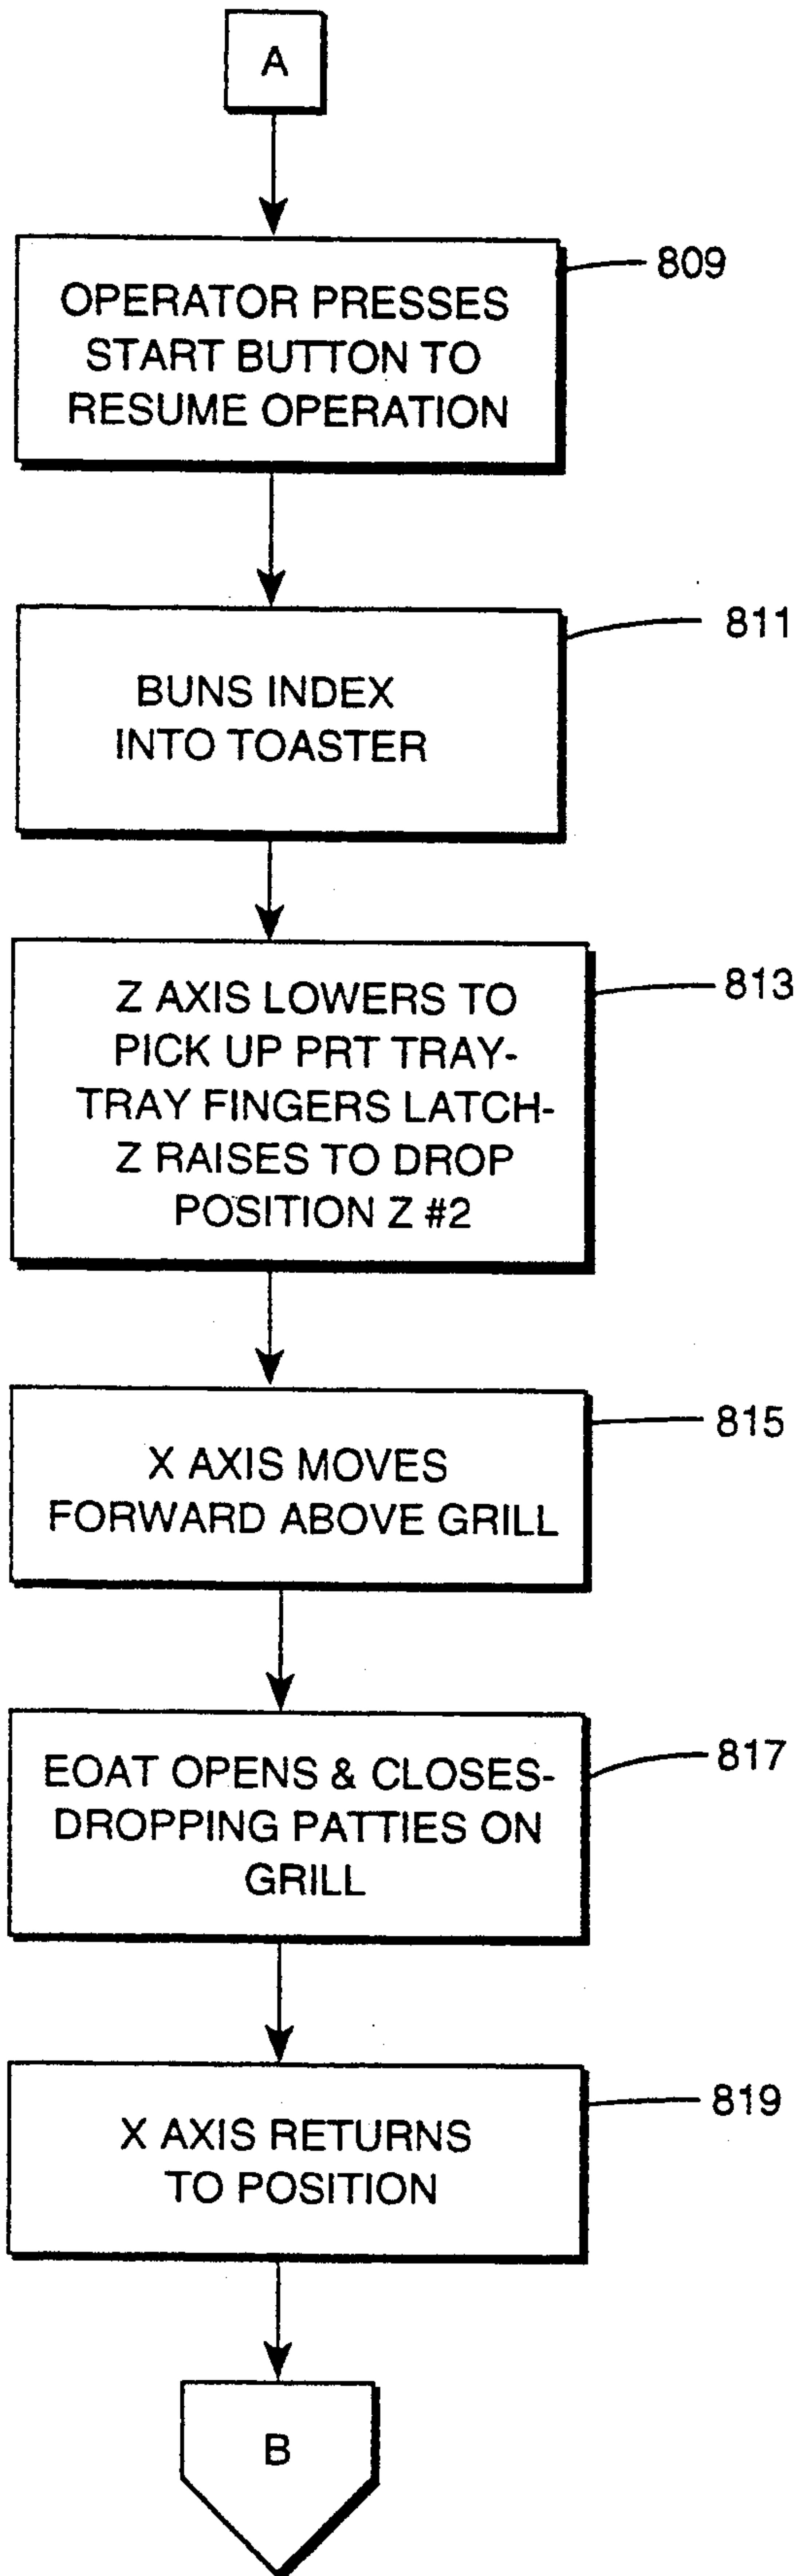 A
809
OPERATOR PRESSES
START BUTTON TO
RESUME OPERATION
811
BUNS INDEX
INTO TOASTER
813
Z AXIS LOWERS TO
PICK UP PRT TRAY-
TRAY FINGERS LATCH-
Z RAISES TO DROP
POSITION Z #2
815
X AXIS MOVES
FORWARD ABOVE GRILL
817
EOAT OPENS & CLOSES-
DROPPING PATTIES ON
GRILL
819
X AXIS RETURNS
TO POSITION
B